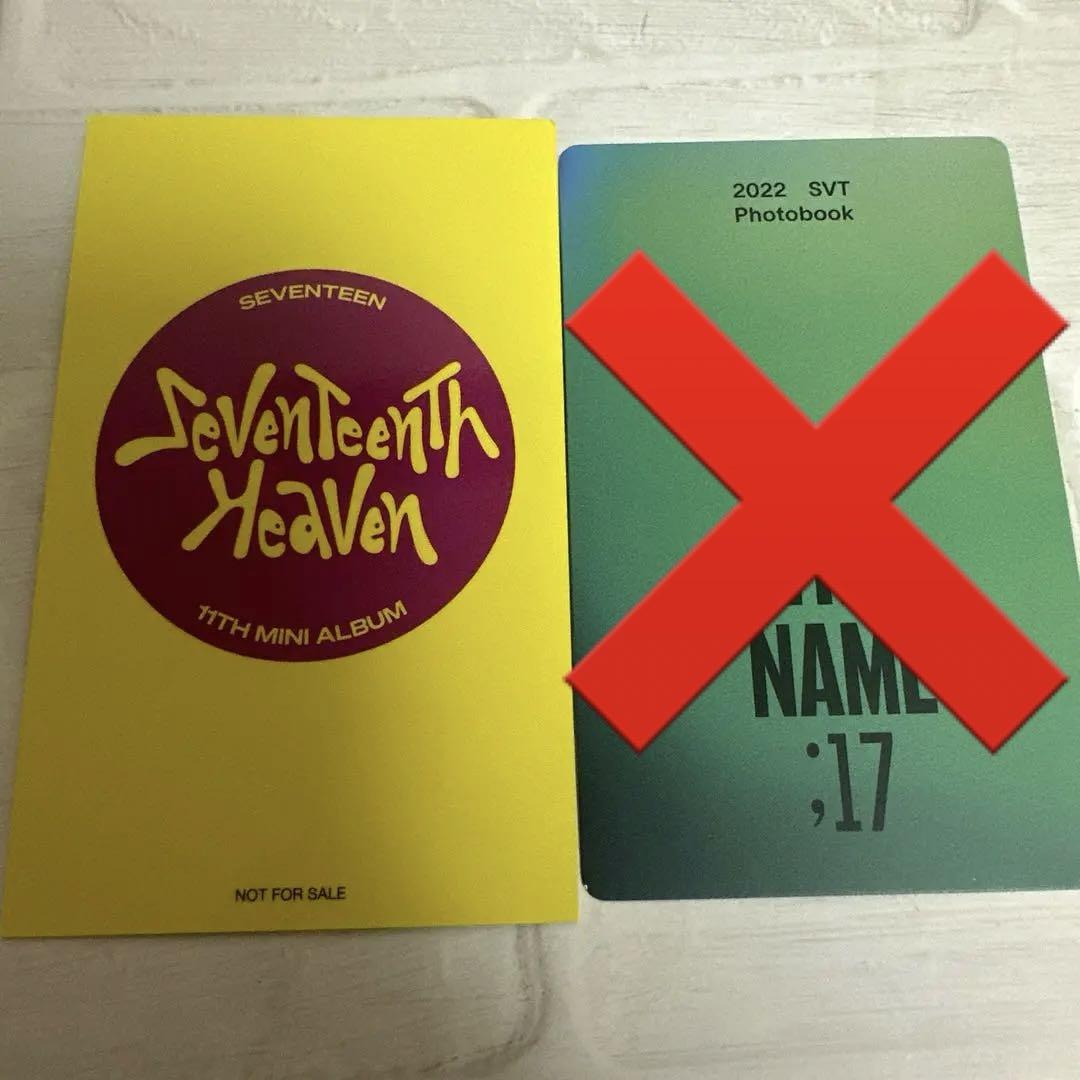 SEVENTEEN
SEVENTEENTH
HEAVEN
11TH MINI ALBUM
NOT FOR SALE
2022 SVT
Photobook
NAME
;17